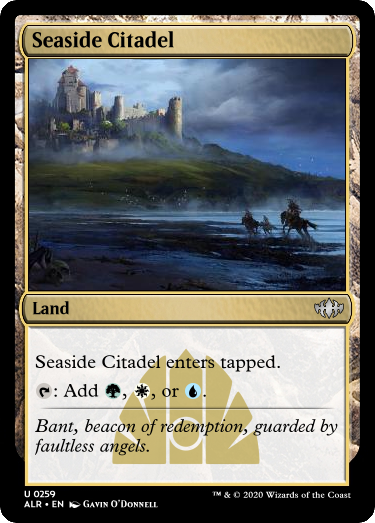 Seaside Citadel
Land
Seaside Citadel enters tapped.
: Add , , or .
Bant, beacon of redemption, guarded by
faultless angels.
U 0259
ALR • EN Gavin O'Donnell
™ & © 2020 Wizards of the Coast